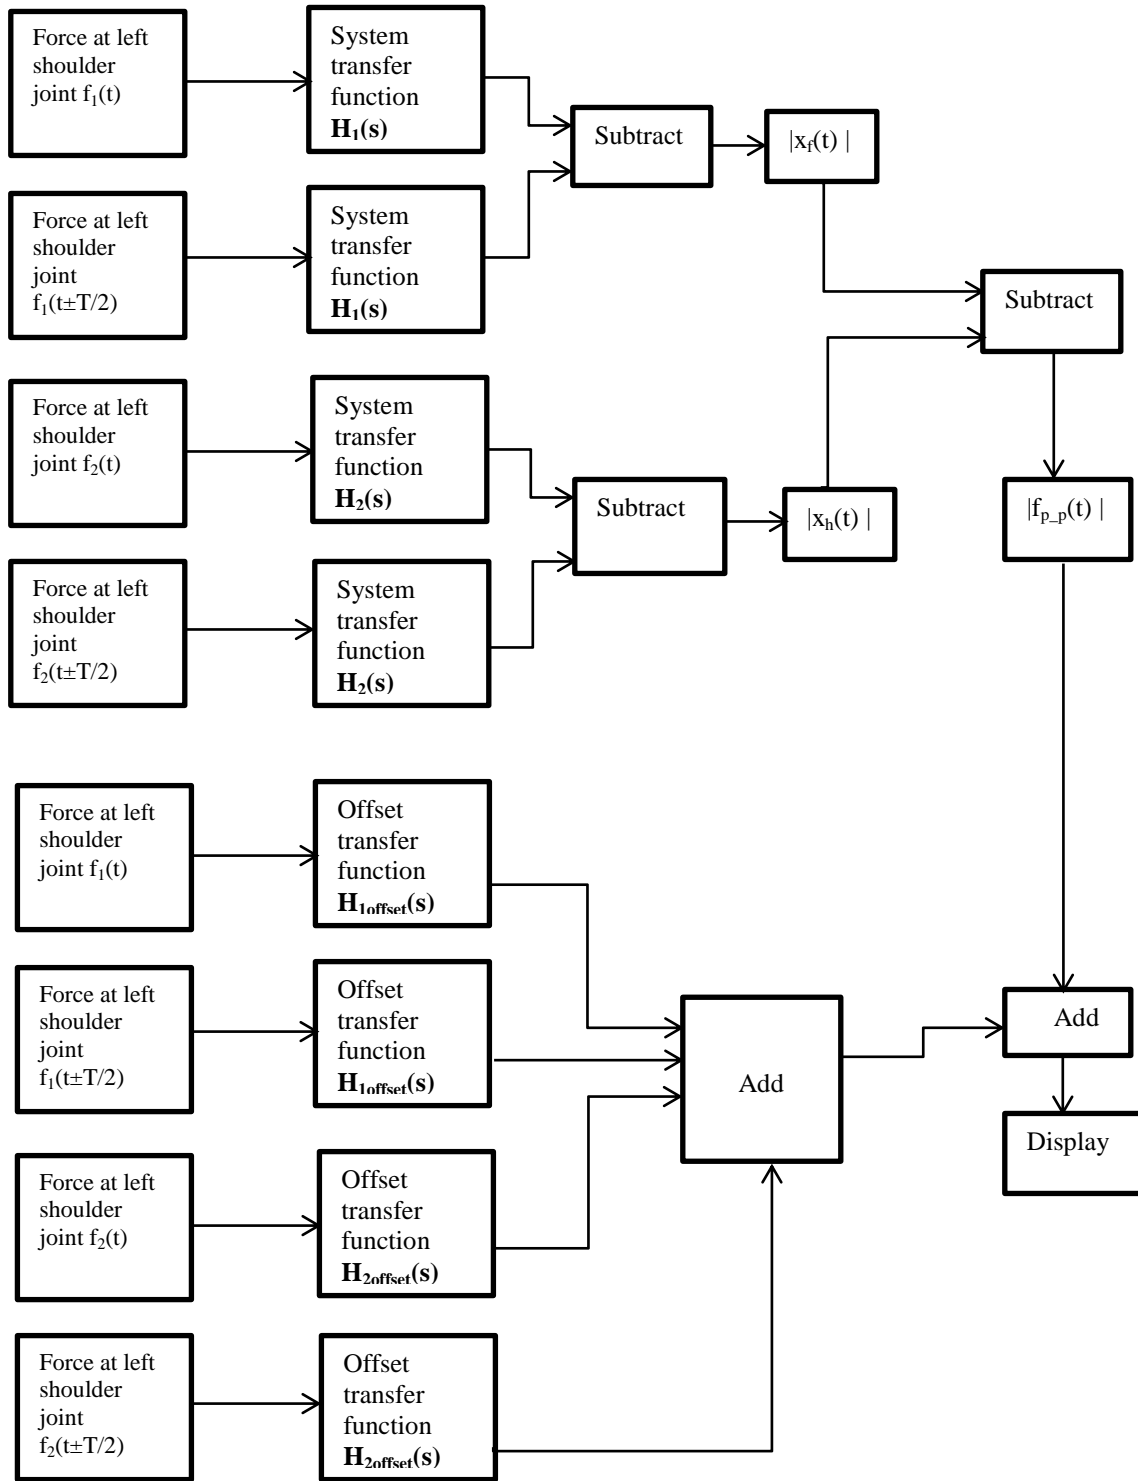 Force at left
shoulder
joint f₁(t)
System
transfer
function
H₁(s)
Subtract
|x_f(t) |
Force at left
shoulder
joint
f₁(t±T/2)
System
transfer
function
H₁(s)
Subtract
Force at left
shoulder
joint f₂(t)
System
transfer
function
H₂(s)
Subtract
|x_h(t) |
|f_p_p(t) |
Force at left
shoulder
joint
f₂(t±T/2)
System
transfer
function
H₂(s)
Force at left
shoulder
joint f₁(t)
Offset
transfer
function
H₁offset(s)
Force at left
shoulder
joint
f₁(t±T/2)
Offset
transfer
function
H₁offset(s)
Add
Add
Display
Force at left
shoulder
joint f₂(t)
Offset
transfer
function
H₂offset(s)
Force at left
shoulder
joint
f₂(t±T/2)
Offset
transfer
function
H₂offset(s)